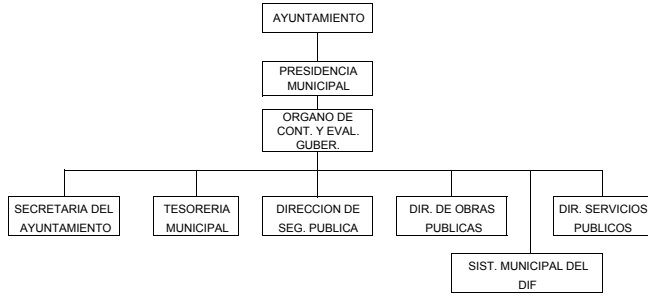 AYUNTAMIENTO
PRESIDENCIA
MUNICIPAL
ORGANO DE
CONT. Y EVAL.
GUBER.
SECRETARIA DEL
AYUNTAMIENTO
TESORERIA
MUNICIPAL
DIRECCION DE
SEG. PUBLICA
DIR. DE OBRAS
PUBLICAS
DIR. SERVICIOS
PUBLICOS
SIST. MUNICIPAL DEL
DIF